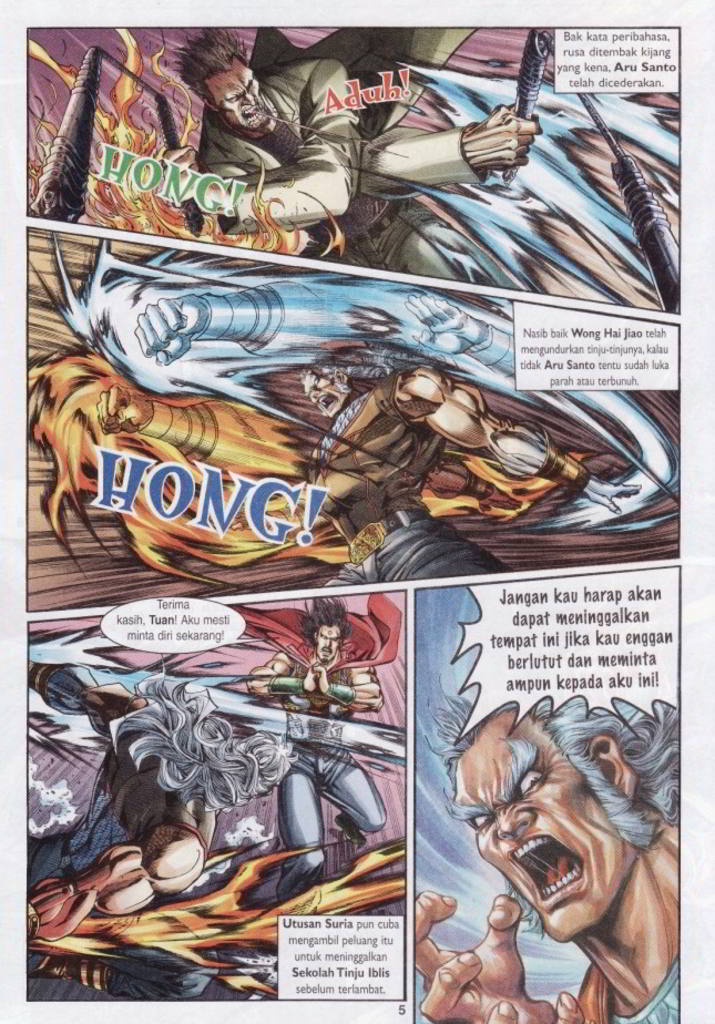 Bak kata peribahasa,
rusa ditembak kijang
yang kena, Aru Santo
telah dicederakan.
Aduh!
HONG!
Nasib baik Wong Hai Jiao telah
mengundurkan tinju-tinjunya, kalau
tidak Aru Santo tentu sudah luka
parah atau terbunuh.
HONG!
Terima
kasih, Tuan! Aku mesti
minta diri sekarang!
Utusan Suria pun cuba
mengambil peluang itu
untuk meninggalkan
Sekolah Tinju Iblis
sebelum terlambat.
Jangan kau harap akan
dapat meninggalkan
tempat ini jika kau enggan
berlutut dan meminta
ampun kepada aku ini!
5